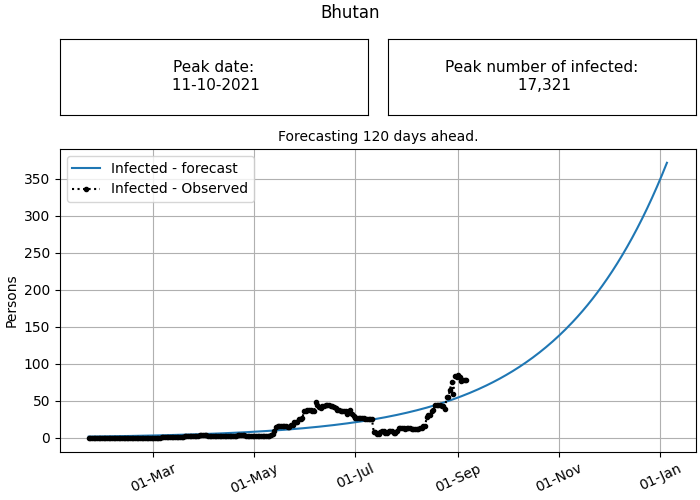 Bhutan
Peak date:
11-10-2021
Peak number of infected:
17,321
Forecasting 120 days ahead.
Infected - forecast
Infected - Observed
Persons
350
300
250
200
150
100
50
0
01-Mar
01-May
01-Jul
01-Sep
01-Nov
01-Jan